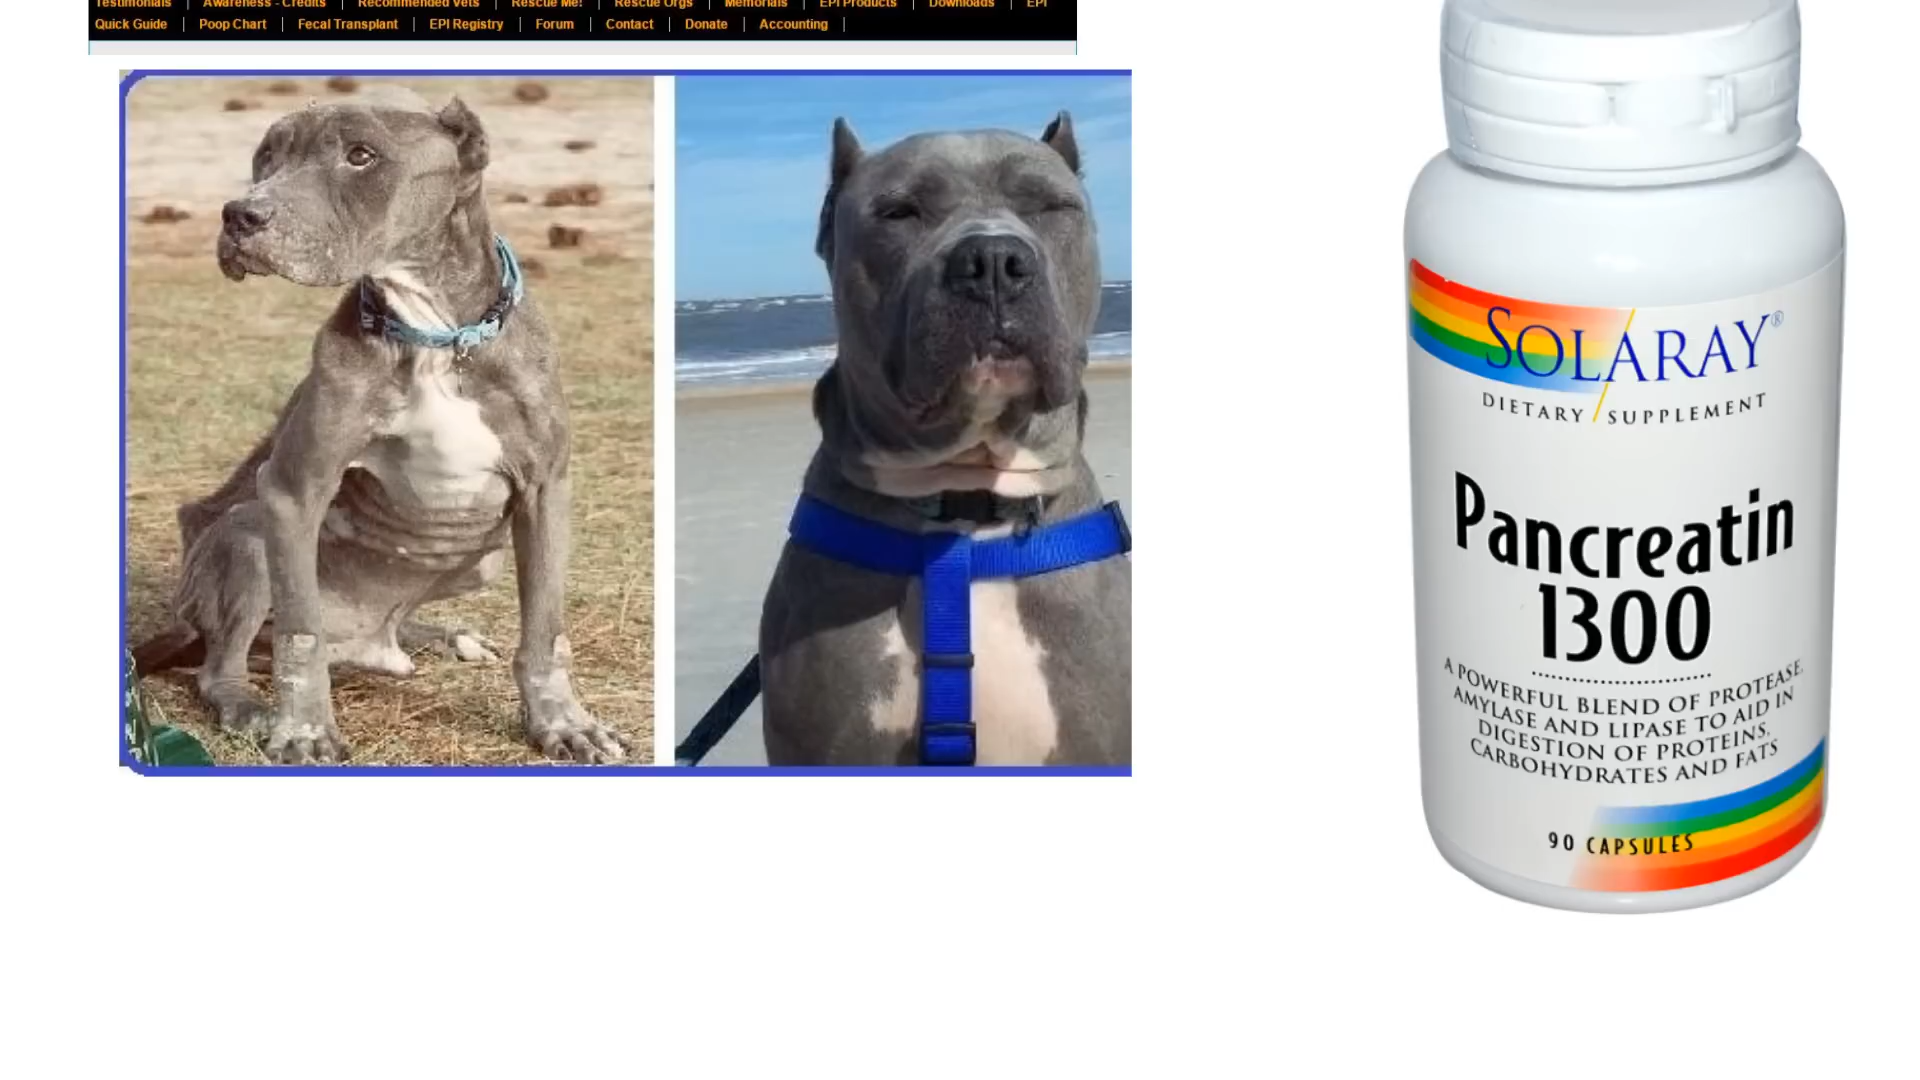 Testimonials | Awareness - Credits | Recommended Vets | Rescue Me! | Rescue Orgs | Memorials | EPI Products | Downloads | EPI
Quick Guide | Poop Chart | Fecal Transplant | EPI Registry | Forum | Contact | Donate | Accounting |
SOLARAY®
DIETARY SUPPLEMENT
Pancreatin
1300
A POWERFUL BLEND OF PROTEASE,
AMYLASE AND LIPASE TO AID IN
DIGESTION OF PROTEINS,
CARBOHYDRATES AND FATS
90 CAPSULES